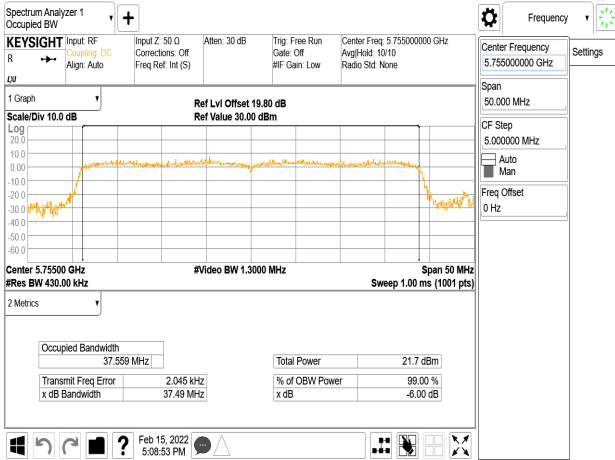 Spectrum Analyzer 1
Occupied BW
Frequency
KEYSIGHT
Input: RF
Coupling: DC
Align: Auto
Input Z: 50 Ω
Corrections: Off
Freq Ref: Int (S)
Atten: 30 dB
Trig: Free Run
Gate: Off
#IF Gain: Low
Center Freq: 5.755000000 GHz
Avg|Hold: 10/10
Radio Std: None
R
LXI
Center Frequency
5.755000000 GHz
Settings
Span
50.000 MHz
CF Step
5.000000 MHz
Auto
Man
Freq Offset
0 Hz
1 Graph
Scale/Div 10.0 dB
Ref Lvl Offset 19.80 dB
Ref Value 30.00 dBm
Log
20.0
10.0
0.00
-10.0
-20.0
-30.0
-40.0
-50.0
-60.0
Center 5.75500 GHz
#Video BW 1.3000 MHz
Span 50 MHz
#Res BW 430.00 kHz
Sweep 1.00 ms (1001 pts)
2 Metrics
Occupied Bandwidth
37.559 MHz
Total Power 21.7 dBm
Transmit Freq Error 2.045 kHz
% of OBW Power 99.00 %
x dB Bandwidth 37.49 MHz
x dB -6.00 dB
?
Feb 15, 2022
5:08:53 PM